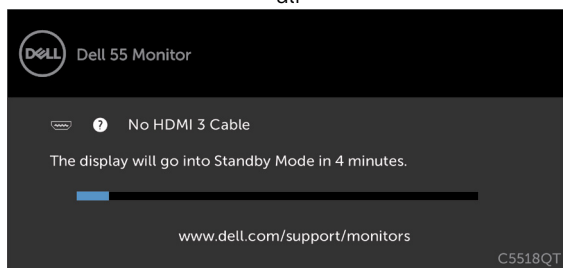 DELL
Dell 55 Monitor
? No HDMI 3 Cable
The display will go into Standby Mode in 4 minutes.
www.dell.com/support/monitors
C5518QT